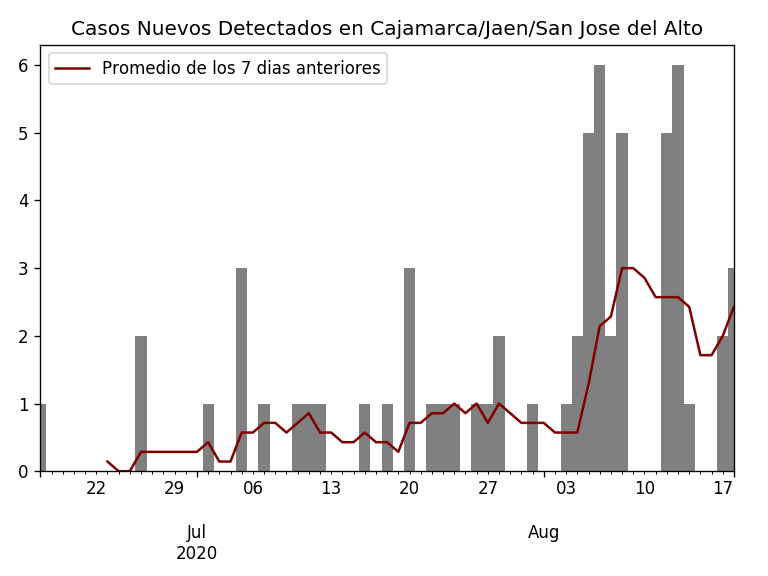 Casos Nuevos Detectados en Cajamarca/Jaen/San Jose del Alto
Promedio de los 7 dias anteriores
6
5
4
3
2
1
0
22 29 06 13 20 27 03 10 17
Jul Aug
2020